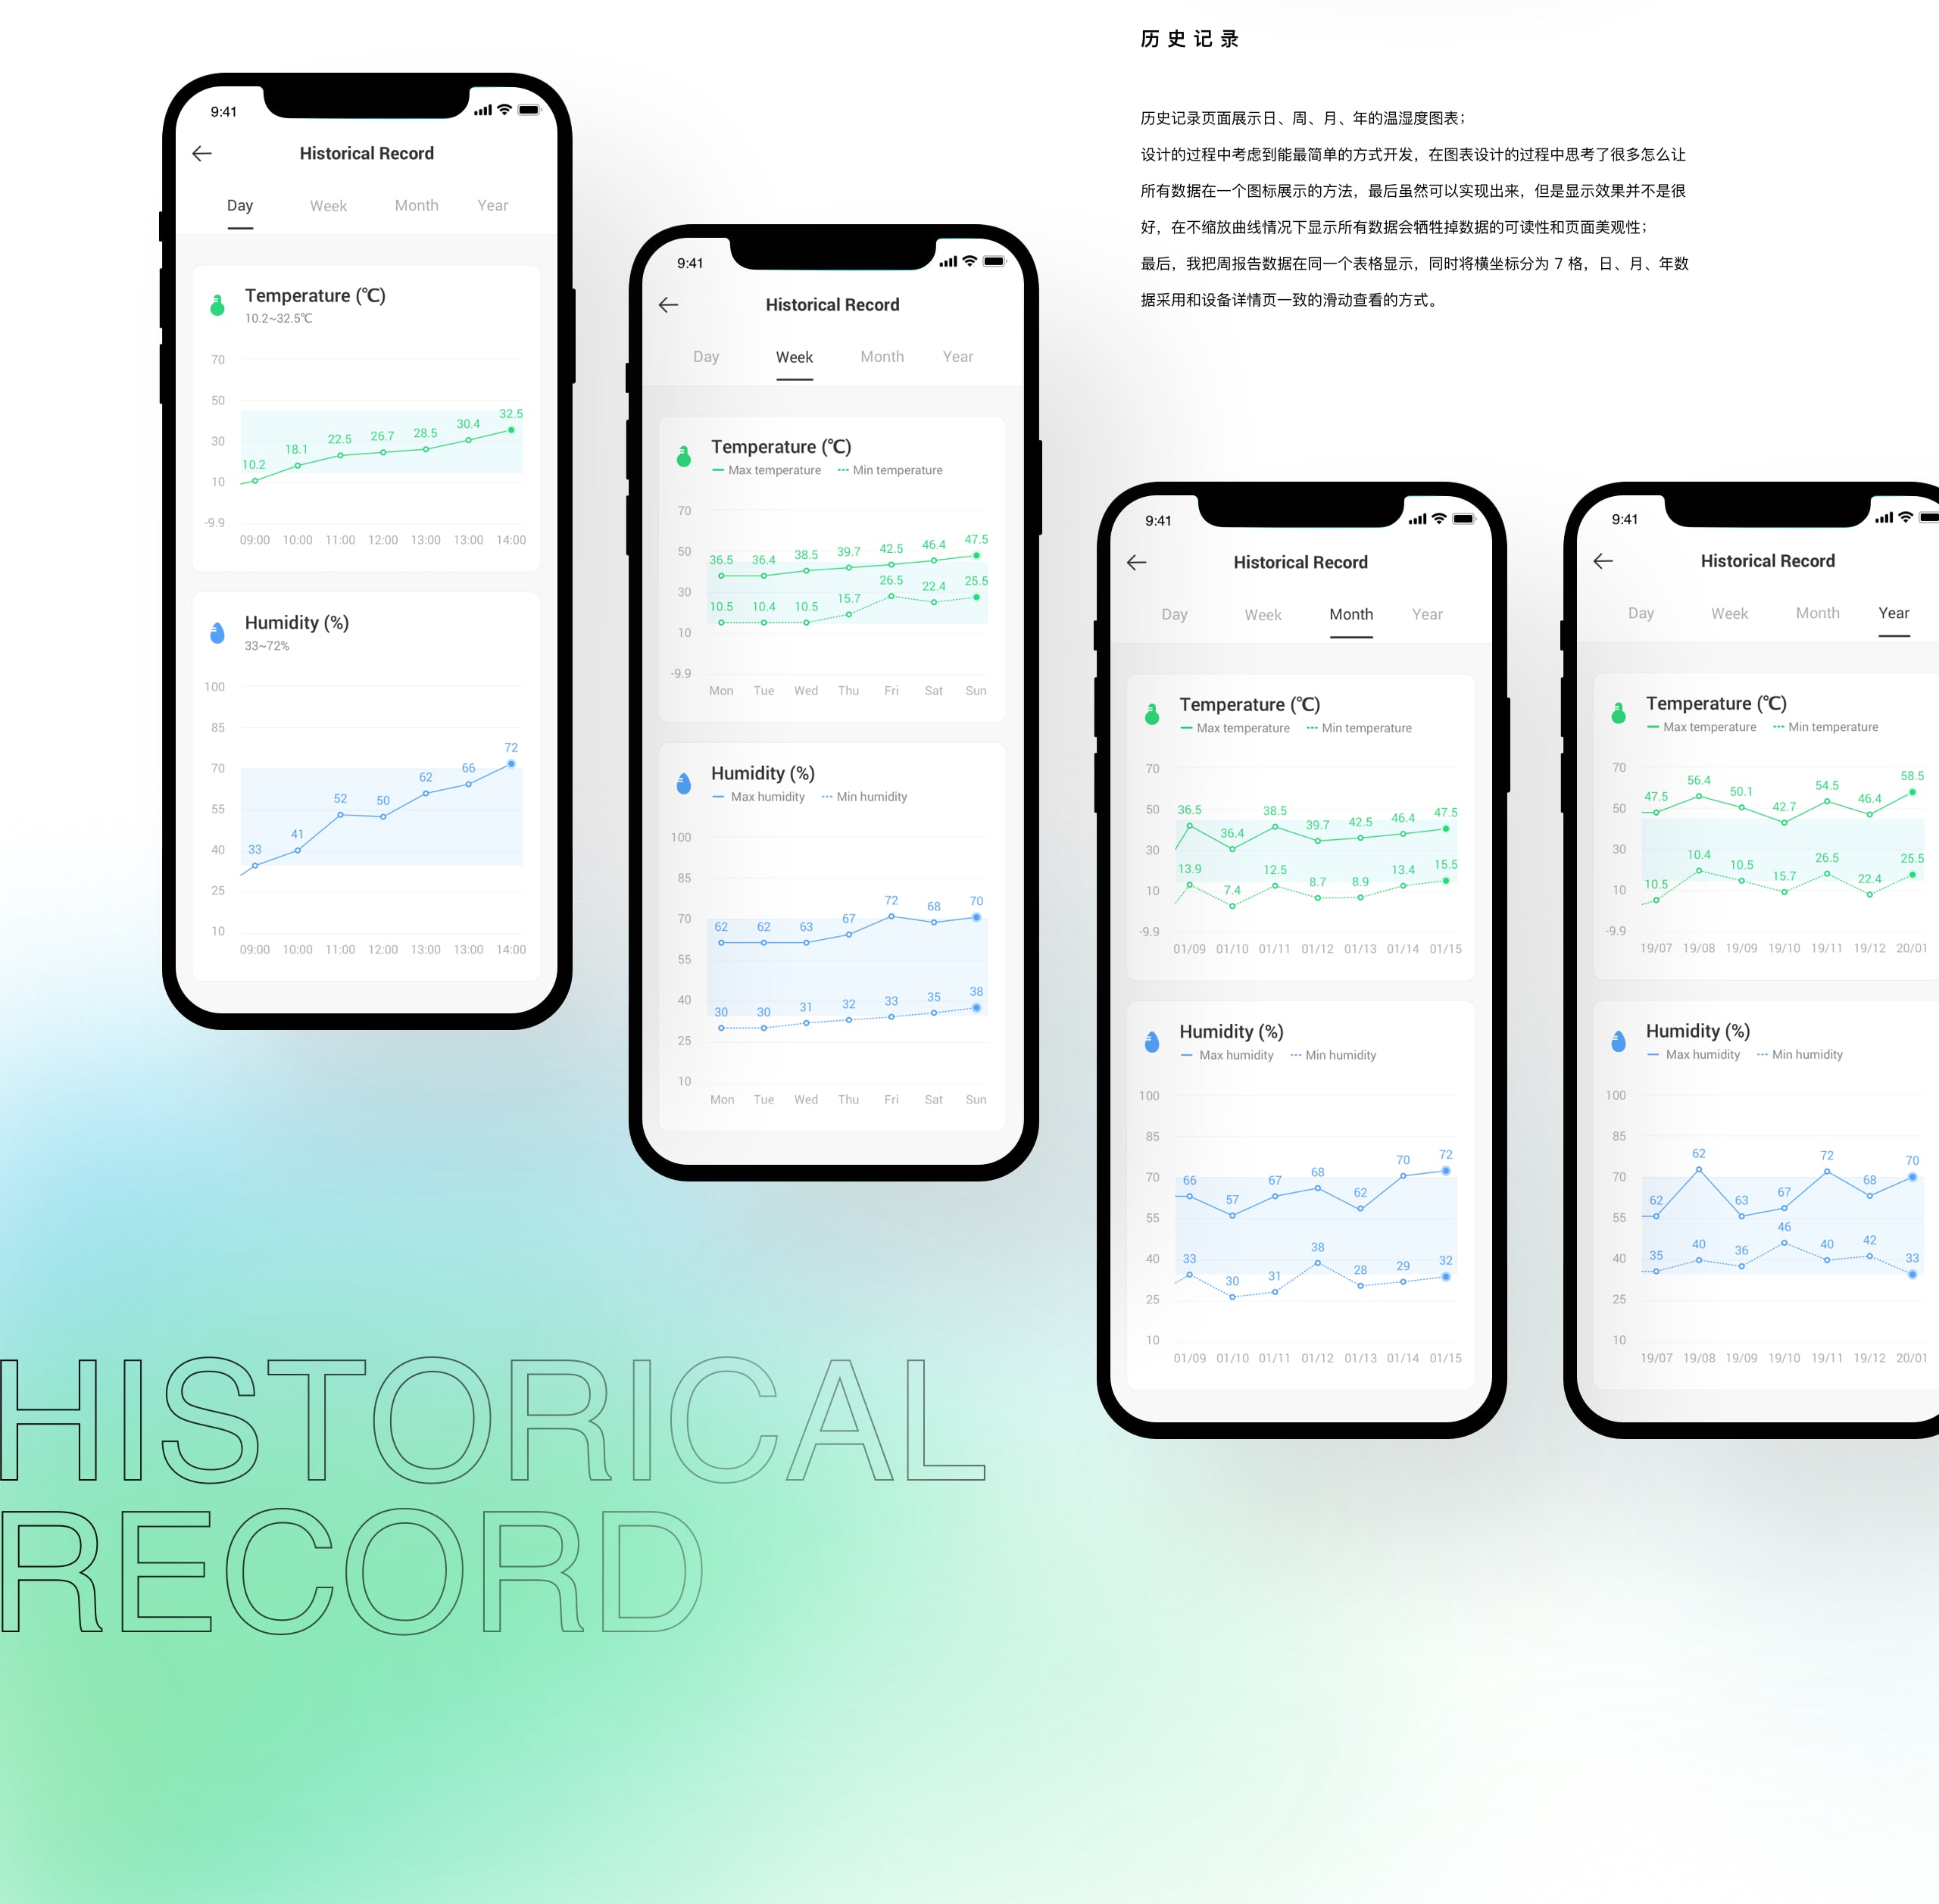 历史记录
历史记录页面展示日、周、月、年的温湿度图表；
设计的过程中考虑到能最简单的方式开发，在图表设计的过程中思考了很多怎么让
所有数据在一个图标展示的方法，最后虽然可以实现出来，但是显示效果并不是很
好，在不缩放曲线情况下显示所有数据会牺牲掉数据的可读性和页面美观性；
最后，我把周报告数据在同一个表格显示，同时将横坐标分为 7 格，日、月、年数
据采用和设备详情页一致的滑动查看的方式。
9:41
Historical Record
Day Week Month Year
Temperature (℃)
10.2~32.5℃
70
50
30
10
-9.9
10.2 18.1 22.5 26.7 28.5 30.4 32.5
09:00 10:00 11:00 12:00 13:00 13:00 14:00
Humidity (%)
33~72%
100
85
70
55
40
25
10
33 41 52 50 62 66 72
09:00 10:00 11:00 12:00 13:00 13:00 14:00
9:41
Historical Record
Day Week Month Year
Temperature (℃)
Max temperature Min temperature
70
50
30
10
-9.9
36.5 36.4 38.5 39.7 42.5 46.4 47.5
10.5 10.4 10.5 15.7 26.5 22.4 25.5
Mon Tue Wed Thu Fri Sat Sun
Humidity (%)
Max humidity Min humidity
100
85
70
55
40
25
10
62 62 63 67 72 68 70
30 30 31 32 33 35 38
Mon Tue Wed Thu Fri Sat Sun
9:41
Historical Record
Day Week Month Year
Temperature (℃)
Max temperature Min temperature
70
50
30
10
-9.9
36.5 36.4 38.5 39.7 42.5 46.4 47.5
13.9 7.4 12.5 8.7 8.9 13.4 15.5
01/09 01/10 01/11 01/12 01/13 01/14 01/15
Humidity (%)
Max humidity Min humidity
100
85
70
55
40
25
10
66 57 67 68 62 70 72
33 30 31 38 28 29 32
01/09 01/10 01/11 01/12 01/13 01/14 01/15
9:41
Historical Record
Day Week Month Year
Temperature (℃)
Max temperature Min temperature
70
50
30
10
-9.9
47.5 56.4 50.1 42.7 54.5 46.4 58.5
10.5 10.4 10.5 15.7 26.5 22.4 25.5
19/07 19/08 19/09 19/10 19/11 19/12 20/01
Humidity (%)
Max humidity Min humidity
100
85
70
55
40
25
10
62 62 63 67 72 68 70
35 40 36 46 40 42 33
19/07 19/08 19/09 19/10 19/11 19/12 20/01
HISTORICAL
RECORD